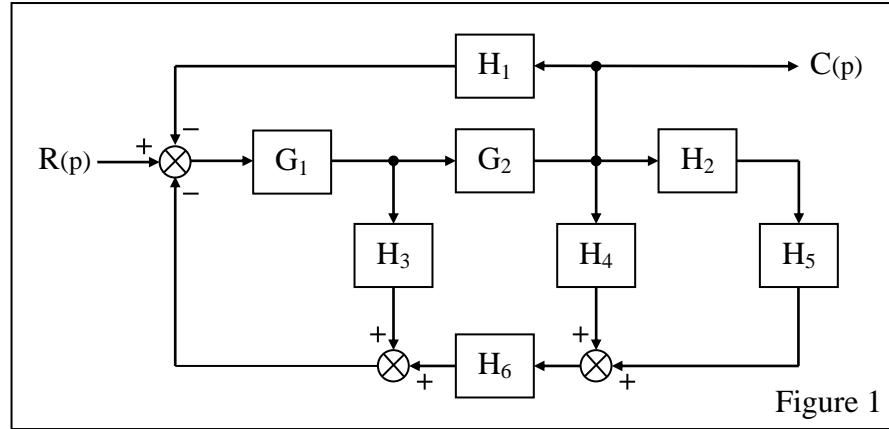 H₁
C(p)
+
−
R(p)
G₁
G₂
H₂
−
H₃
H₄
H₅
+
+
H₆
+
+
Figure 1